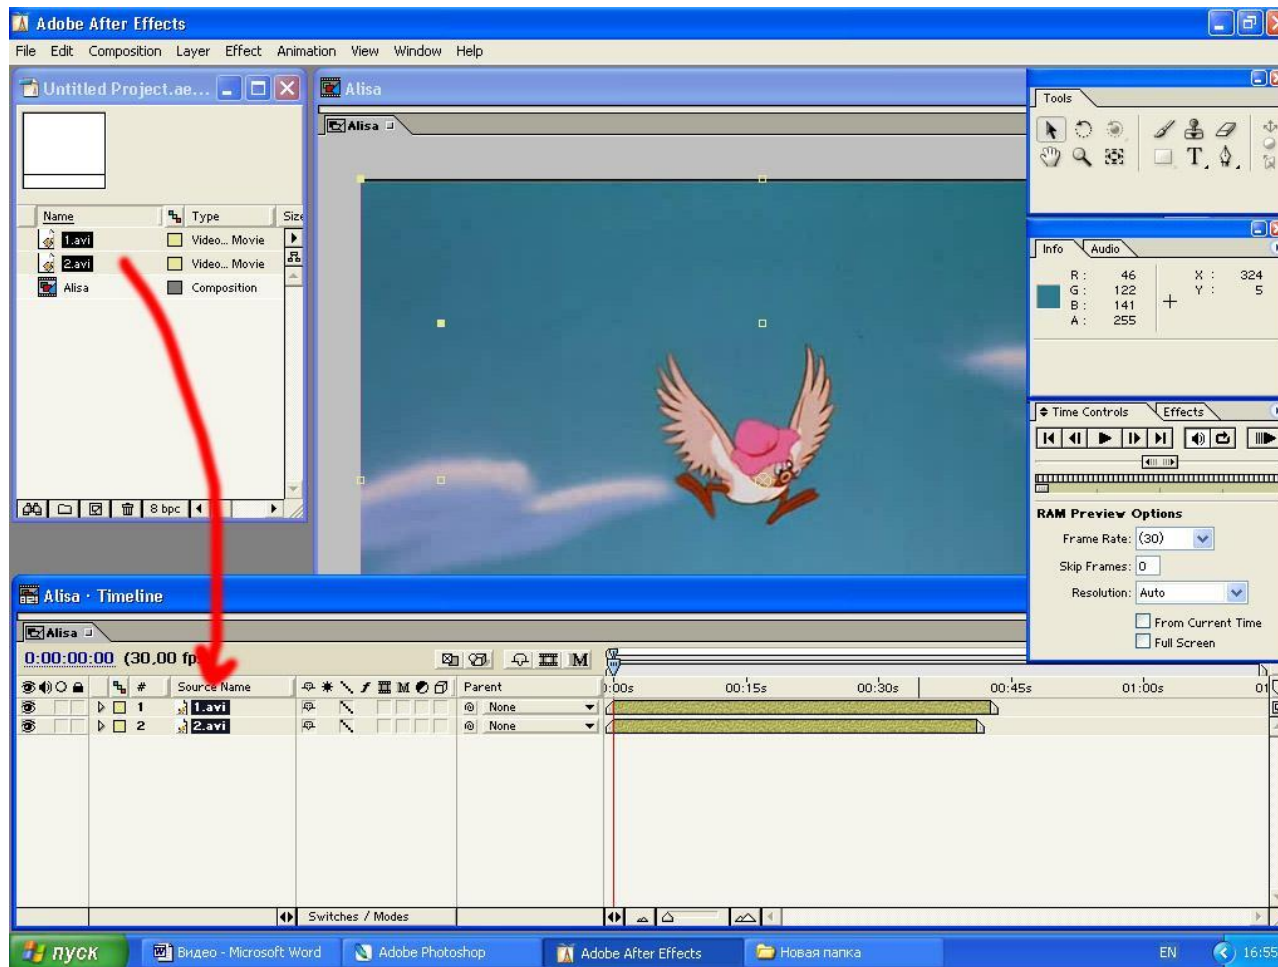 Adobe After Effects
File Edit Composition Layer Effect Animation View Window Help
Untitled Project.ae...
Name Type Size
1.avi Video... Movie
2.avi Video... Movie
Alisa Composition
8 bpc
Alisa
Alisa
Tools
T
Info Audio
R : 46 X : 324
G : 122 Y : 5
B : 141
A : 255
Time Controls Effects
RAM Preview Options
Frame Rate: (30)
Skip Frames: 0
Resolution: Auto
From Current Time
Full Screen
Alisa · Timeline
Alisa
0:00:00:00 (30,00 fp
# Source Name M Parent 00:15s 00:30s 00:45s 01:00s
1 1.avi None
2 2.avi None
Switches / Modes
пуск Видео - Microsoft Word Adobe Photoshop Adobe After Effects Новая папка EN 16:55